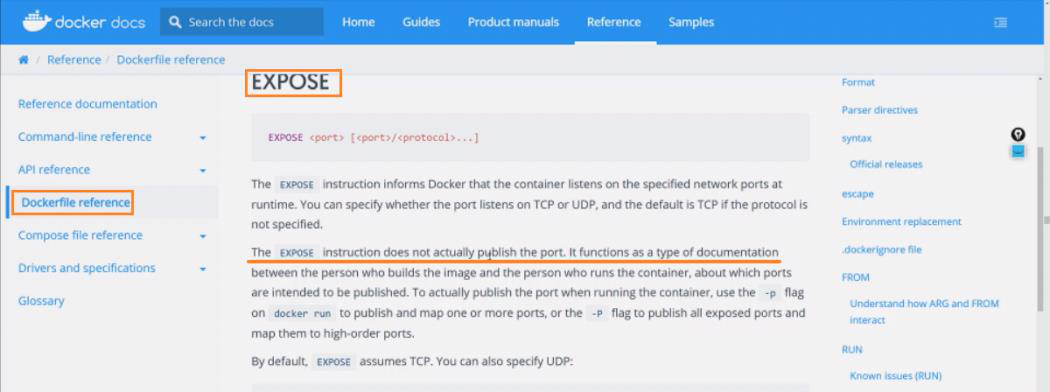 docker docs
Search the docs
Home
Guides
Product manuals
Reference
Samples
/ Reference / Dockerfile reference
Reference documentation
Command-line reference
API reference
Dockerfile reference
Compose file reference
Drivers and specifications
Glossary
EXPOSE
EXPOSE <port> [<port>/<protocol>...]
The EXPOSE instruction informs Docker that the container listens on the specified network ports at
runtime. You can specify whether the port listens on TCP or UDP, and the default is TCP if the protocol is
not specified.
The EXPOSE instruction does not actually publish the port. It functions as a type of documentation
between the person who builds the image and the person who runs the container, about which ports
are intended to be published. To actually publish the port when running the container, use the -p flag
on docker run to publish and map one or more ports, or the -P flag to publish all exposed ports and
map them to high-order ports.
By default, EXPOSE assumes TCP. You can also specify UDP:
Format
Parser directives
syntax
Official releases
escape
Environment replacement
.dockerignore file
FROM
Understand how ARG and FROM
interact
RUN
Known issues (RUN)